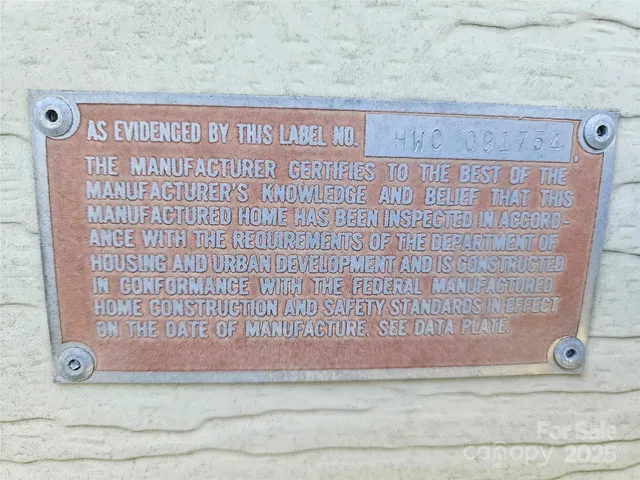 AS EVIDENCED BY THIS LABEL NO. HWC 091754,
THE MANUFACTURER CERTIFIES TO THE BEST OF THE
MANUFACTURER'S KNOWLEDGE AND BELIEF THAT THIS
MANUFACTURED HOME HAS BEEN INSPECTED IN ACCORD-
ANCE WITH THE REQUIREMENTS OF THE DEPARTMENT OF
HOUSING AND URBAN DEVELOPMENT AND IS CONSTRUCTED
IN CONFORMANCE WITH THE FEDERAL MANUFACTURED
HOME CONSTRUCTION AND SAFETY STANDARDS IN EFFECT
ON THE DATE OF MANUFACTURE. SEE DATA PLATE.
For Sale
canopy 2025